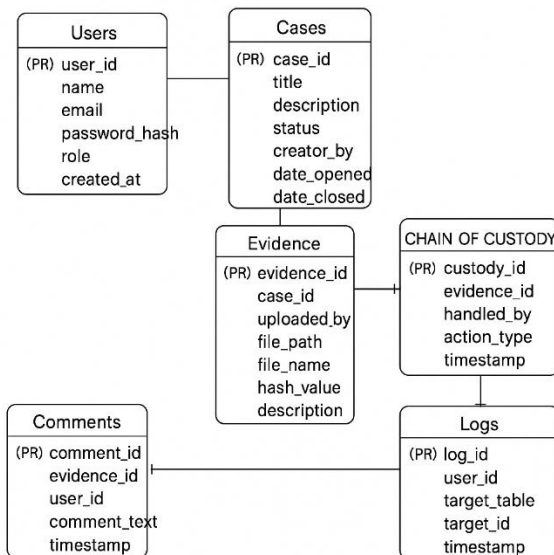 Users
(PR) user_id
name
email
password_hash
role
created_at
Cases
(PR) case_id
title
description
status
creator_by
date_opened
date_closed
Evidence
(PR) evidence_id
case_id
uploaded_by
file_path
file_name
hash_value
description
CHAIN OF CUSTODY
(PR) custody_id
evidence_id
handled_by
action_type
timestamp
Comments
(PR) comment_id
evidence_id
user_id
comment_text
timestamp
Logs
(PR) log_id
user_id
target_table
target_id
timestamp